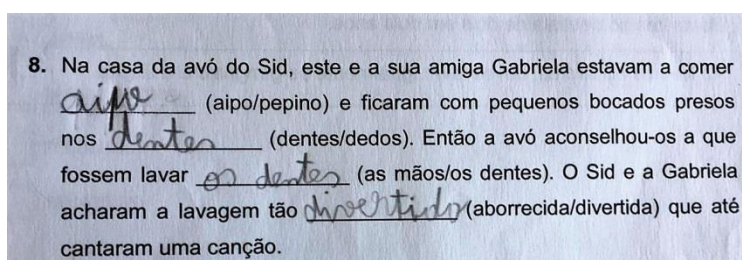 8. Na casa da avó do Sid, este e a sua amiga Gabriela estavam a comer
aipo (aipo/pepino) e ficaram com pequenos bocados presos
nos dentes (dentes/dedos). Então a avó aconselhou-os a que
fossem lavar os dentes (as mãos/os dentes). O Sid e a Gabriela
acharam a lavagem tão divertido (aborrecida/divertida) que até
cantaram uma canção.